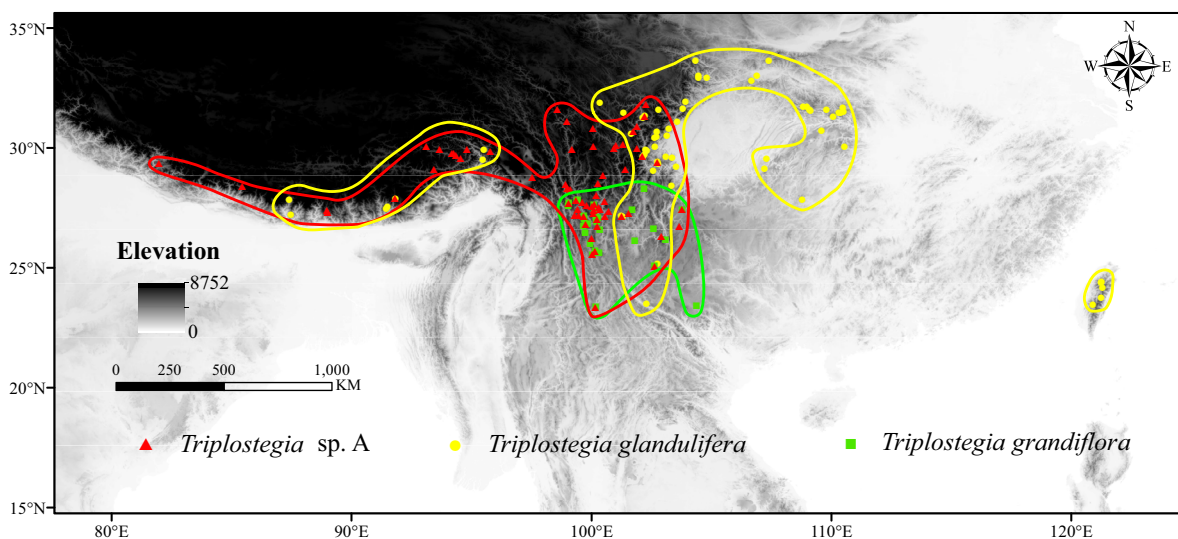 35°N
30°N
25°N
20°N
15°N
N
W E
S
Elevation
8752
0
0 250 500 1,000
KM
Triplostegia sp. A Triplostegia glandulifera Triplostegia grandiflora
80°E 90°E 100°E 110°E 120°E